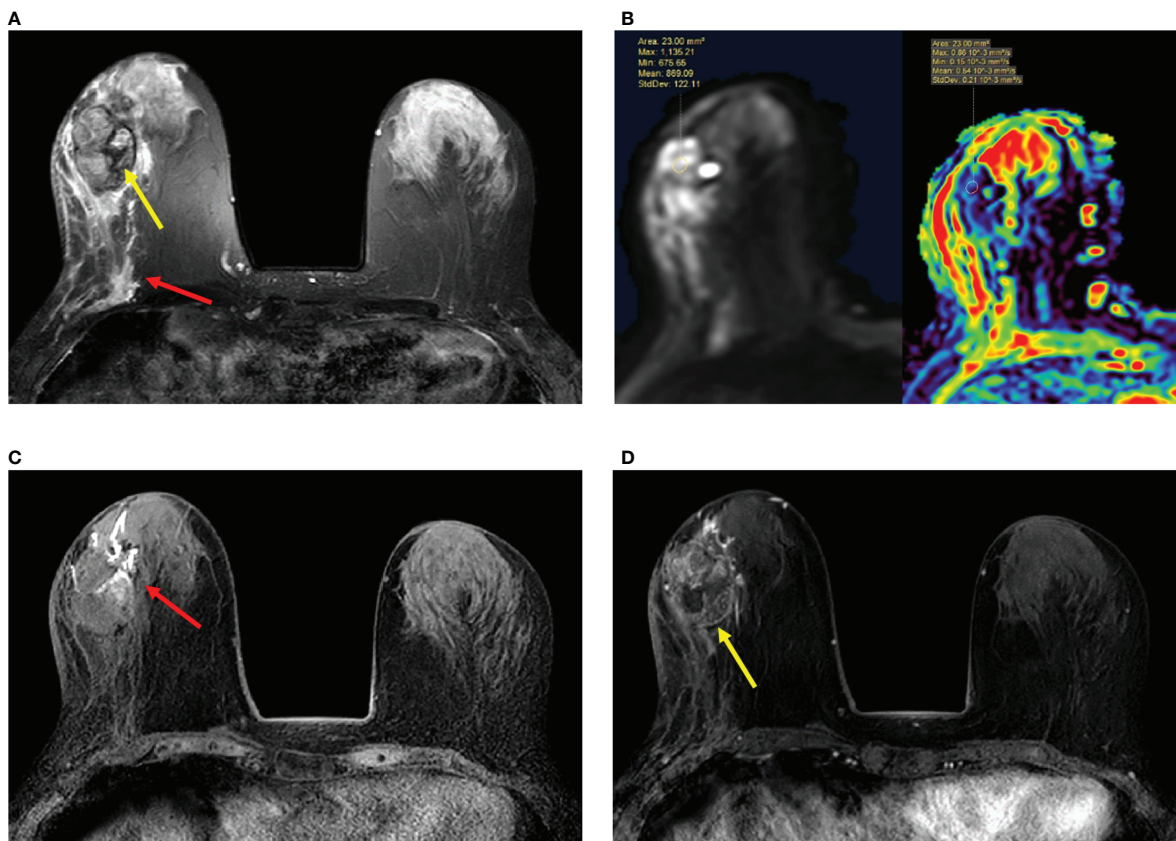 A
B
Area: 23.00 mm²
Max: 1,135.21
Min: 675.65
Mean: 869.09
StdDev: 122.11
Area: 23.00 mm²
Max: 0.86 10^-3 mm²/s
Min: 0.15 10^-3 mm²/s
Mean: 0.54 10^-3 mm²/s
StdDev: 0.21 10^-3 mm²/s
C
D